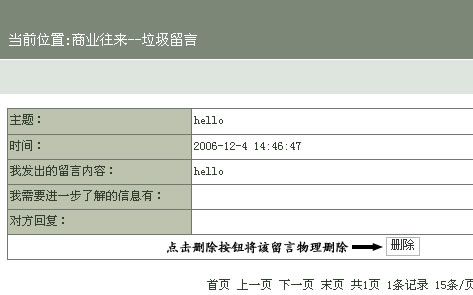 当前位置:商业往来--垃圾留言
主题： hello
时间： 2006-12-4 14:46:47
我发出的留言内容： hello
我需要进一步了解的信息有：
对方回复：
点击删除按钮将该留言物理删除 删除
首页 上一页 下一页 末页 共1页 1条记录 15条/页